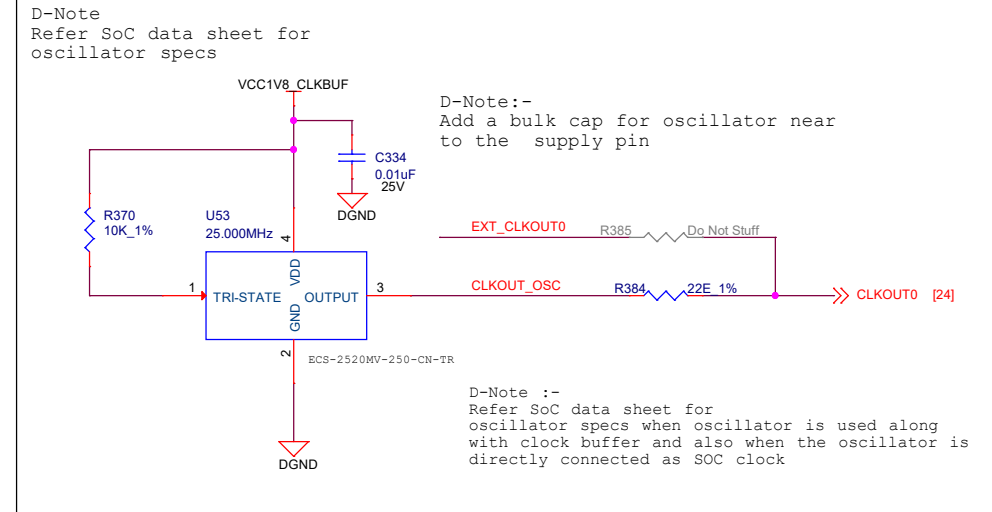 D-Note
Refer SoC data sheet for
oscillator specs
VCC1V8_CLKBUF
D-Note:-
Add a bulk cap for oscillator near
to the supply pin
C334
0.01uF
25V
DGND
R370
10K_1%
U53
25.000MHz
4
EXT_CLKOUT0
R385
Do Not Stuff
1
TRI-STATE
VDD
GND
OUTPUT
3
CLKOUT_OSC
R384
22E_1%
CLKOUT0 [24]
2
ECS-2520MV-250-CN-TR
DGND
D-Note :-
Refer SoC data sheet for
oscillator specs when oscillator is used along
with clock buffer and also when the oscillator is
directly connected as SOC clock